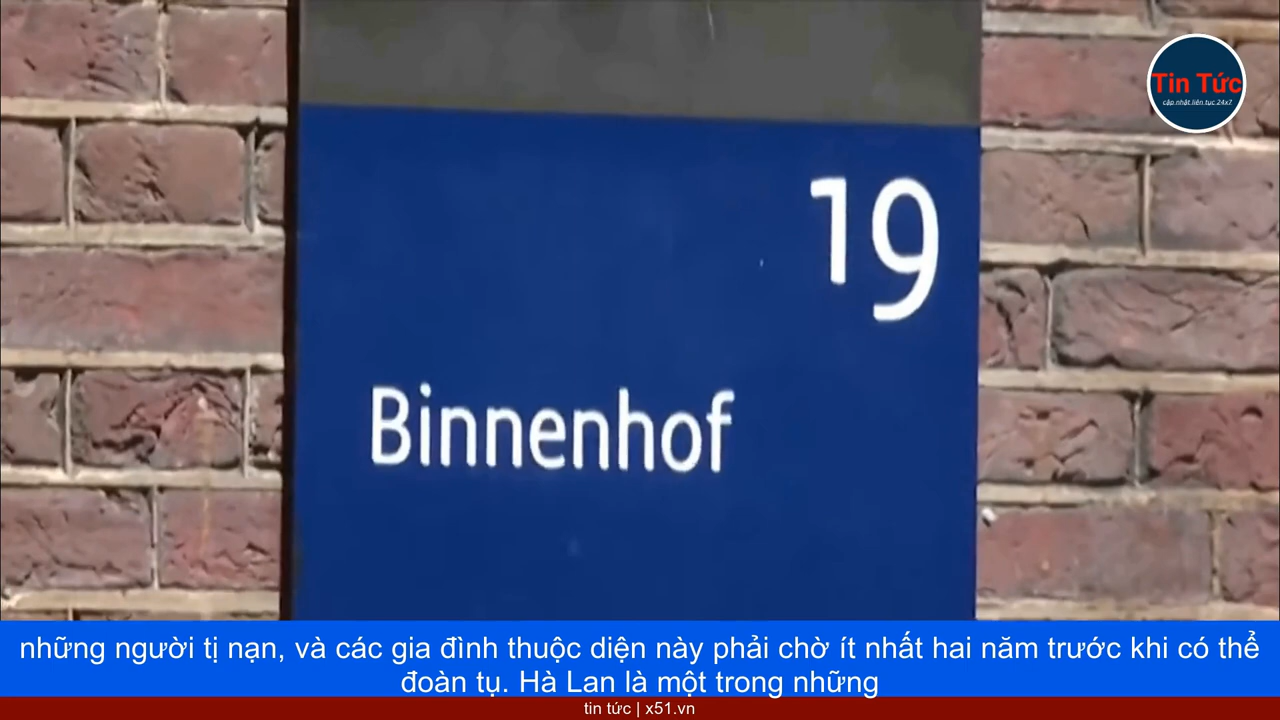 Tin Tức
cập nhật liên tục 24x7
19
Binnenhof
những người tị nạn, và các gia đình thuộc diện này phải chờ ít nhất hai năm trước khi có thể
đoàn tụ. Hà Lan là một trong những
tin tức | x51.vn